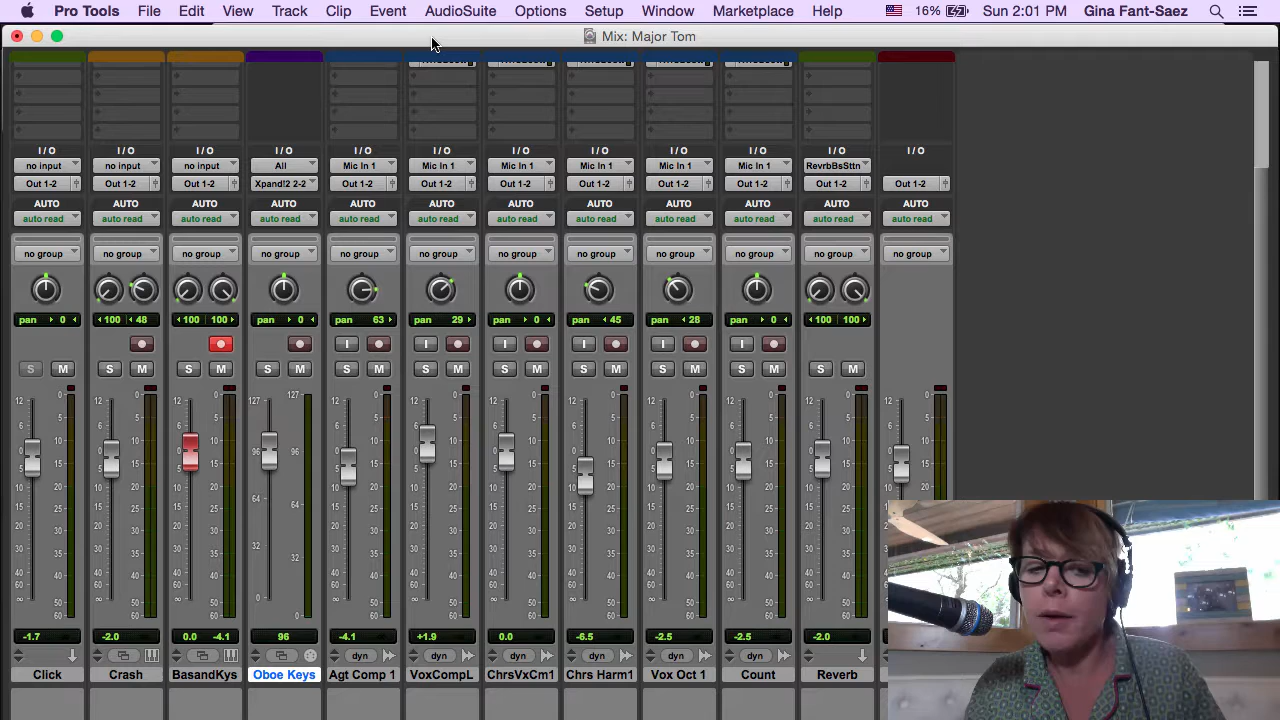 Pro Tools File Edit View Track Clip Event AudioSuite Options Setup Window Marketplace Help 16% Sun 2:01 PM Gina Fant-Saez
Mix: Major Tom
I/O I/O I/O I/O I/O I/O I/O I/O I/O I/O I/O I/O
no input no input no input All Mic In 1 Mic In 1 Mic In 1 Mic In 1 Mic In 1 Mic In 1 RevrbBsSttn
Out 1-2 Out 1-2 Out 1-2 Xpand!2 2-2 Out 1-2 Out 1-2 Out 1-2 Out 1-2 Out 1-2 Out 1-2 Out 1-2 Out 1-2
AUTO AUTO AUTO AUTO AUTO AUTO AUTO AUTO AUTO AUTO AUTO AUTO
auto read auto read auto read auto read auto read auto read auto read auto read auto read auto read auto read auto read
no group no group no group no group no group no group no group no group no group no group no group no group
pan 0 100 48 100 100 pan 0 pan 63 pan 29 pan 0 pan 45 pan 28 pan 0 100 100
I I I I I I
S M S M S M S M S M S M S M S M S M S M
-1.7 -2.0 0.0 -4.1 96 -4.1 +1.9 0.0 -6.5 -2.5 -2.5 -2.0
dyn dyn dyn dyn dyn dyn
Click Crash BasandKys Oboe Keys Agt Comp 1 VoxCompL ChrsVxCm1 Chrs Harm1 Vox Oct 1 Count Reverb